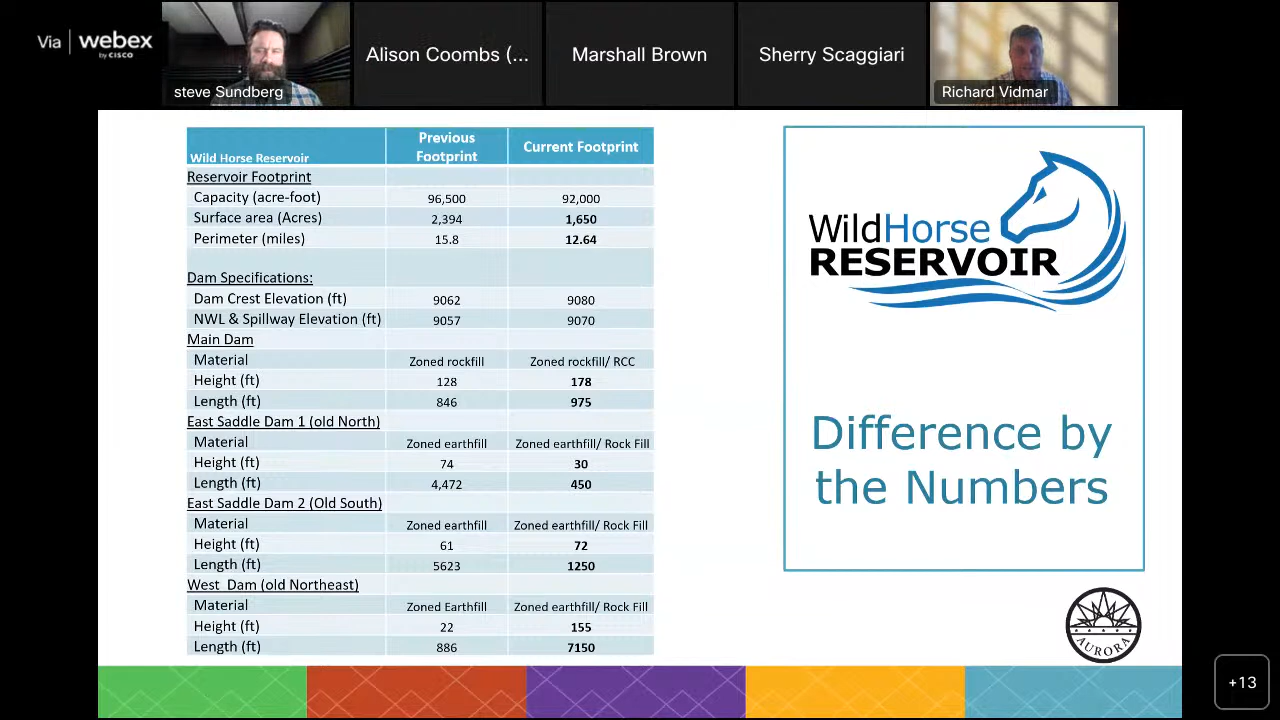 Via webex
by CISCO
steve Sundberg
Alison Coombs (...
Marshall Brown
Sherry Scaggiari
Richard Vidmar
Wild Horse Reservoir Previous Footprint Current Footprint
Reservoir Footprint
Capacity (acre-foot) 96,500 92,000
Surface area (Acres) 2,394 1,650
Perimeter (miles) 15.8 12.64
Dam Specifications:
Dam Crest Elevation (ft) 9062 9080
NWL & Spillway Elevation (ft) 9057 9070
Main Dam
Material Zoned rockfill Zoned rockfill/ RCC
Height (ft) 128 178
Length (ft) 846 975
East Saddle Dam 1 (old North)
Material Zoned earthfill Zoned earthfill/ Rock Fill
Height (ft) 74 30
Length (ft) 4,472 450
East Saddle Dam 2 (Old South)
Material Zoned earthfill Zoned earthfill/ Rock Fill
Height (ft) 61 72
Length (ft) 5623 1250
West Dam (old Northeast)
Material Zoned Earthfill Zoned earthfill/ Rock Fill
Height (ft) 22 155
Length (ft) 886 7150
WildHorse
RESERVOIR
Difference by
the Numbers
AURORA
+13